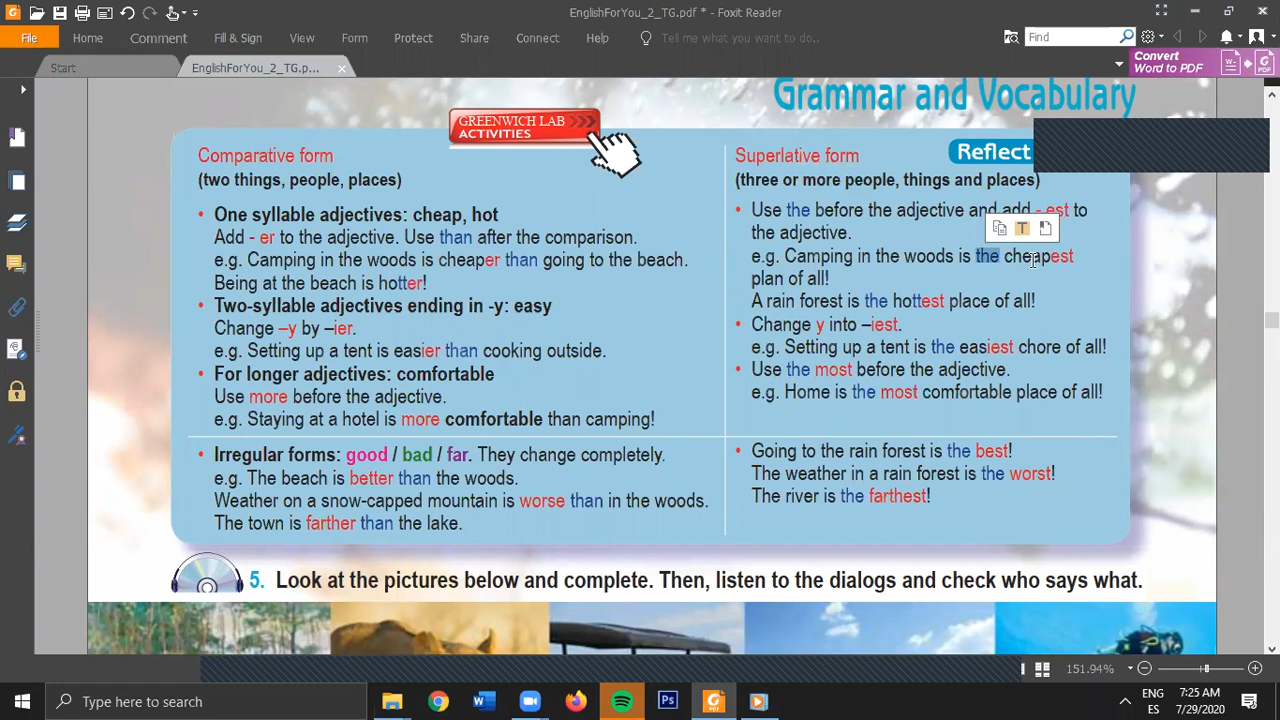 EnglishForYou_2_TG.pdf * - Foxit Reader
File Home Comment Fill & Sign View Form Protect Share Connect Help Tell me what you want to do... Find
Start EnglishForYou_2_TG.p... Convert
Word to PDF
Grammar and Vocabulary
GREENWICH LAB
ACTIVITIES
Reflect
Comparative form
(two things, people, places)
• One syllable adjectives: cheap, hot
Add - er to the adjective. Use than after the comparison.
e.g. Camping in the woods is cheaper than going to the beach.
Being at the beach is hotter!
• Two-syllable adjectives ending in -y: easy
Change –y by –ier.
e.g. Setting up a tent is easier than cooking outside.
• For longer adjectives: comfortable
Use more before the adjective.
e.g. Staying at a hotel is more comfortable than camping!
• Irregular forms: good / bad / far. They change completely.
e.g. The beach is better than the woods.
Weather on a snow-capped mountain is worse than in the woods.
The town is farther than the lake.
Superlative form
(three or more people, things and places)
• Use the before the adjective and add - est to
the adjective.
e.g. Camping in the woods is the cheapest
plan of all!
A rain forest is the hottest place of all!
• Change y into –iest.
e.g. Setting up a tent is the easiest chore of all!
• Use the most before the adjective.
e.g. Home is the most comfortable place of all!
• Going to the rain forest is the best!
The weather in a rain forest is the worst!
The river is the farthest!
5. Look at the pictures below and complete. Then, listen to the dialogs and check who says what.
151.94%
Type here to search
ENG 7:25 AM
ES 7/29/2020